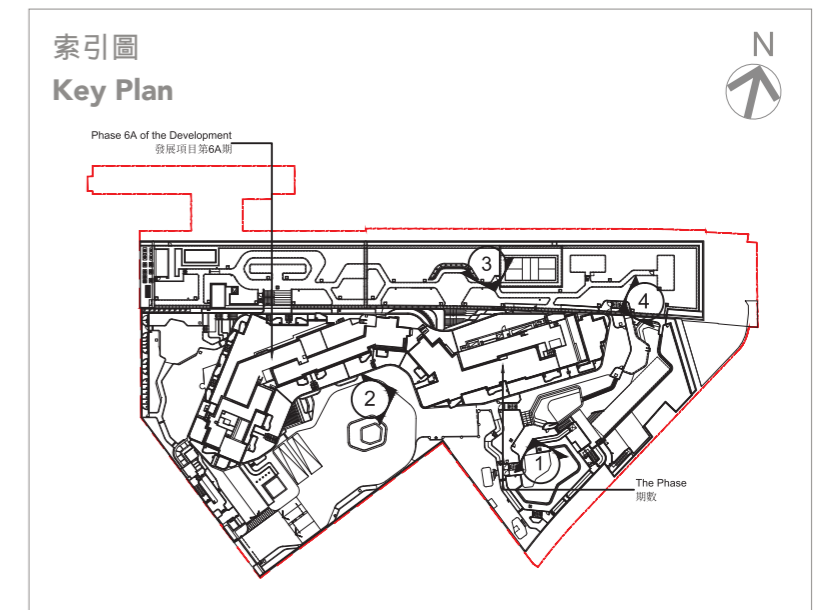 索引圖
Key Plan
N
Phase 6A of the Development
發展項目第6A期
3
4
2
1
The Phase
期數